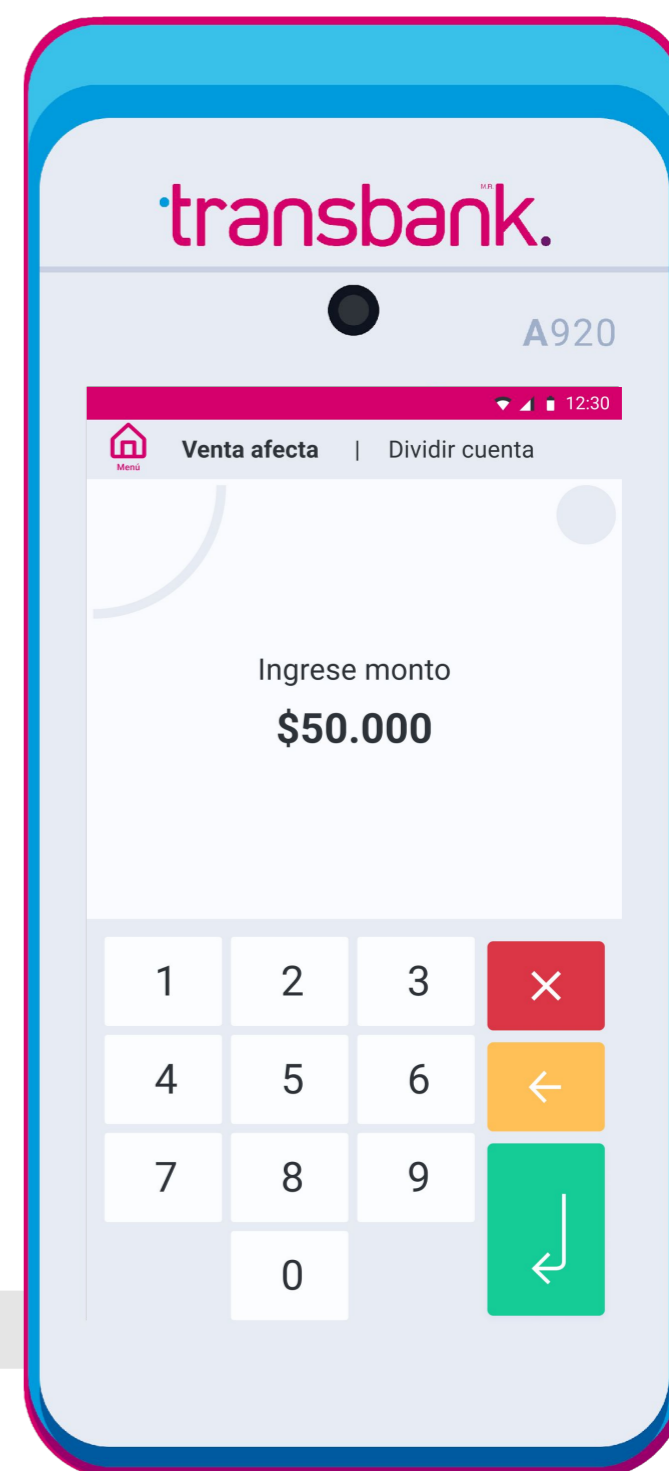 transbank.
M.R.
A920
12:30
Menú
Venta afecta | Dividir cuenta
Ingrese monto
$50.000
1 2 3
4 5 6
7 8 9
0